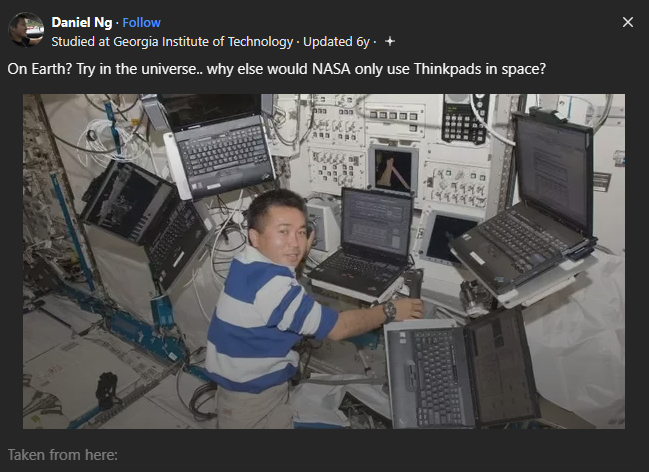 Daniel Ng · Follow
Studied at Georgia Institute of Technology · Updated 6y ·
On Earth? Try in the universe.. why else would NASA only use Thinkpads in space?
Taken from here: